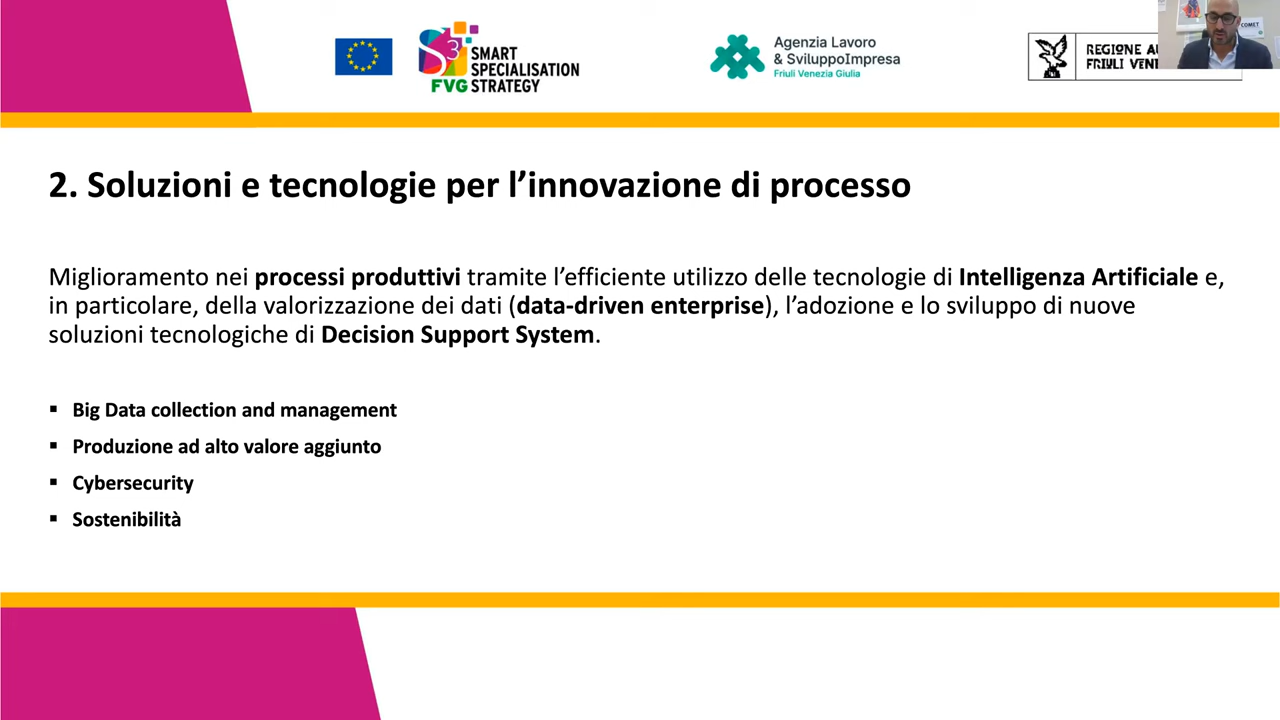 S3 SMART
SPECIALISATION
FVG STRATEGY
Agenzia Lavoro
& SviluppoImpresa
Friuli Venezia Giulia
REGIONE
FRIULI
COMET
2. Soluzioni e tecnologie per l’innovazione di processo
Miglioramento nei processi produttivi tramite l’efficiente utilizzo delle tecnologie di Intelligenza Artificiale e,
in particolare, della valorizzazione dei dati (data-driven enterprise), l’adozione e lo sviluppo di nuove
soluzioni tecnologiche di Decision Support System.
▪ Big Data collection and management
▪ Produzione ad alto valore aggiunto
▪ Cybersecurity
▪ Sostenibilità